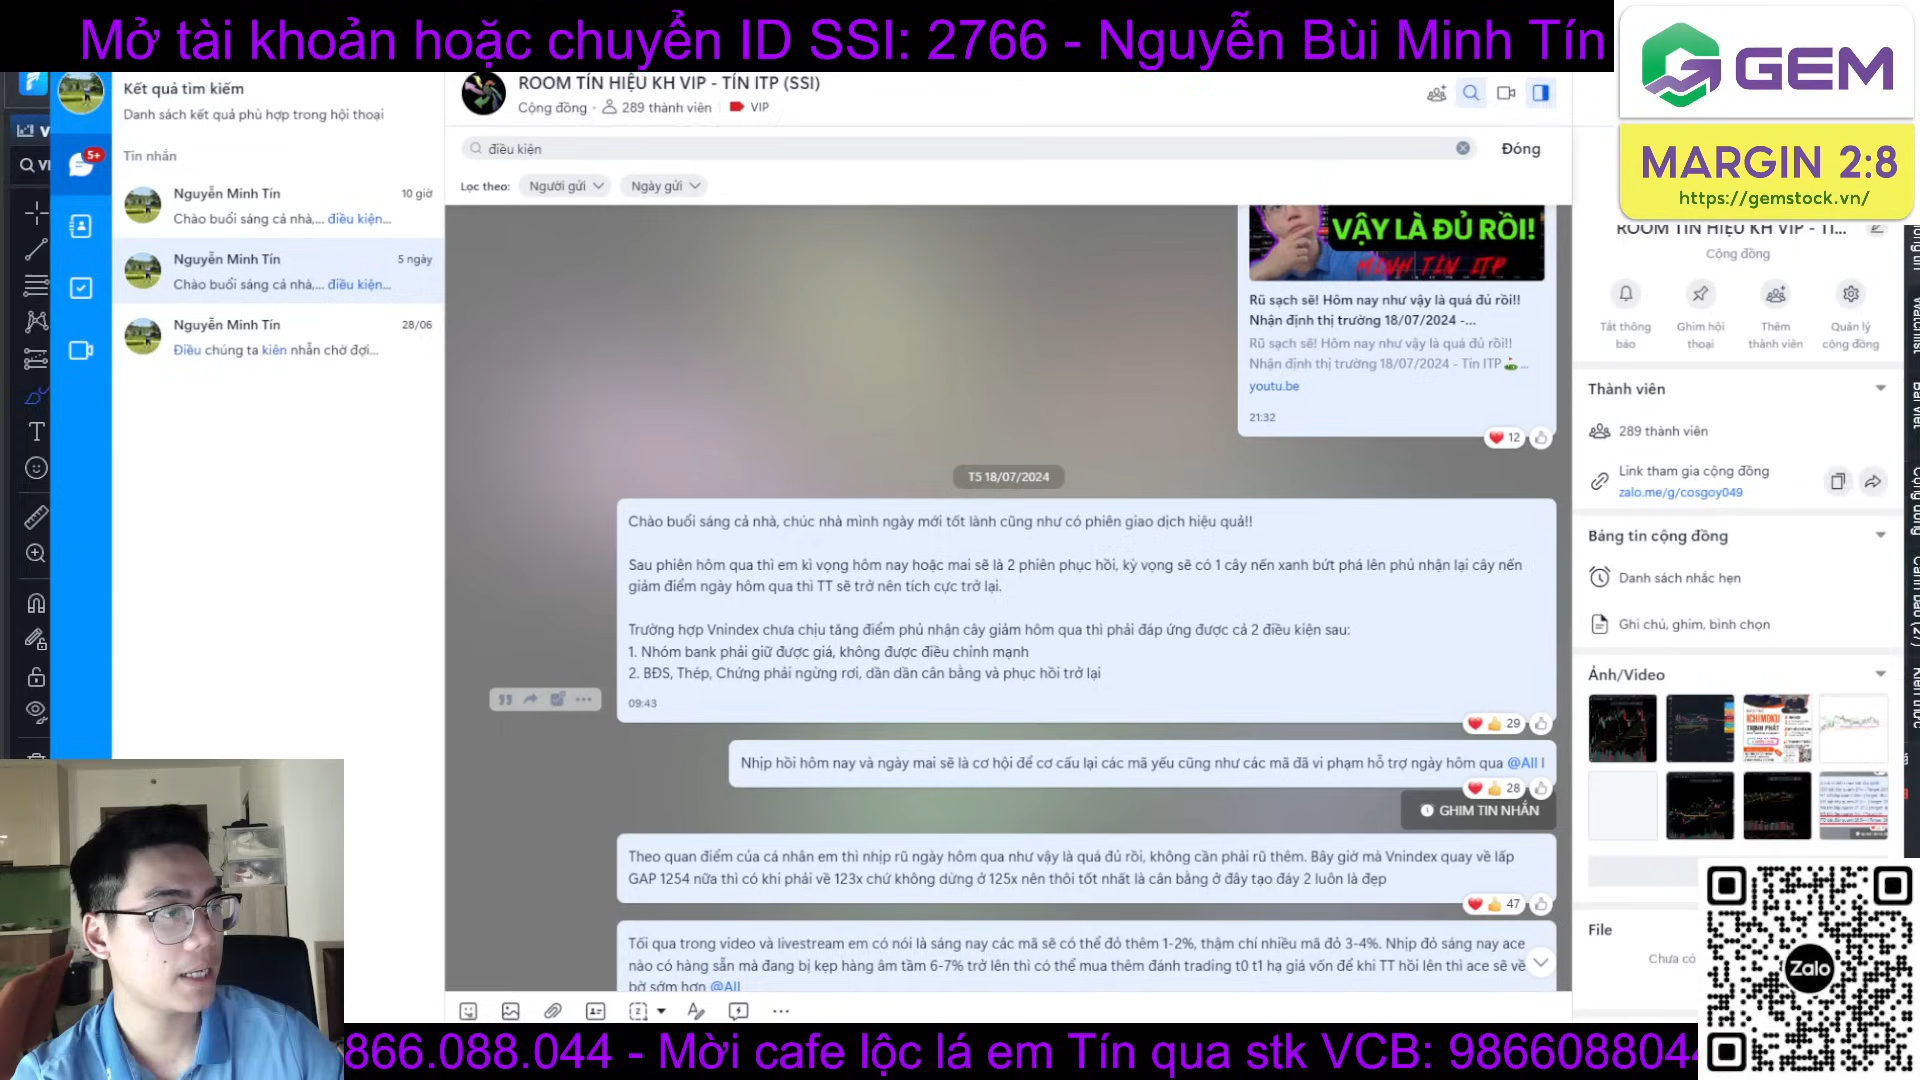 Mở tài khoản hoặc chuyển ID SSI: 2766 - Nguyễn Bùi Minh Tín
GEM
MARGIN 2:8
https://gemstock.vn/
Kết quả tìm kiếm
Danh sách kết quả phù hợp trong hội thoại
Tin nhắn
5+
Nguyễn Minh Tín
10 giờ
Chào buổi sáng cả nhà,... điều kiện...
Nguyễn Minh Tín
5 ngày
Chào buổi sáng cả nhà,... điều kiện...
Nguyễn Minh Tín
28/06
Điều chúng ta kiên nhẫn chờ đợi...
ROOM TÍN HIỆU KH VIP - TÍN ITP (SSI)
Cộng đồng · 289 thành viên | VIP
điều kiện
Đóng
Lọc theo:
Người gửi
Ngày gửi
VẬY LÀ ĐỦ RỒI!
MINH TÍN ITP
Rũ sạch sẽ! Hôm nay như vậy là quá đủ rồi!!
Nhận định thị trường 18/07/2024 -...
Rũ sạch sẽ! Hôm nay như vậy là quá đủ rồi!!
Nhận định thị trường 18/07/2024 - Tín ITP ...
youtu.be
21:32
12
T5 18/07/2024
Chào buổi sáng cả nhà, chúc nhà mình ngày mới tốt lành cũng như có phiên giao dịch hiệu quả!!
Sau phiên hôm qua thì em kì vọng hôm nay hoặc mai sẽ là 2 phiên phục hồi, kỳ vọng sẽ có 1 cây nến xanh bứt phá lên phủ nhận lại cây nến
giảm điểm ngày hôm qua thì TT sẽ trở nên tích cực trở lại.
Trường hợp Vnindex chưa chịu tăng điểm phủ nhận cây giảm hôm qua thì phải đáp ứng được cả 2 điều kiện sau:
1. Nhóm bank phải giữ được giá, không được điều chỉnh mạnh
2. BĐS, Thép, Chứng phải ngừng rơi, dần dần cân bằng và phục hồi trở lại
09:43
29
Nhịp hồi hôm nay và ngày mai sẽ là cơ hội để cơ cấu lại các mã yếu cũng như các mã đã vi phạm hỗ trợ ngày hôm qua @All !
28
GHIM TIN NHẮN
Theo quan điểm của cá nhân em thì nhịp rũ ngày hôm qua như vậy là quá đủ rồi, không cần phải rũ thêm. Bây giờ mà Vnindex quay về lấp
GAP 1254 nữa thì có khi phải về 123x chứ không dừng ở 125x nên thôi tốt nhất là cân bằng ở đây tạo đáy 2 luôn là đẹp
47
Tối qua trong video và livestream em có nói là sáng nay các mã sẽ có thể đỏ thêm 1-2%, thậm chí nhiều mã đỏ 3-4%. Nhịp đỏ sáng nay ace
nào có hàng sẵn mà đang bị kẹp hàng âm tầm 6-7% trở lên thì có thể mua thêm đánh trading t0 t1 hạ giá vốn để khi TT hồi lên thì ace sẽ về
bờ sớm hơn @All
ROOM TÍN HIỆU KH VIP - TÍ...
Cộng đồng
Tắt thông báo
Ghim hội thoại
Thêm thành viên
Quản lý cộng đồng
Thành viên
289 thành viên
Link tham gia cộng đồng
zalo.me/g/cosgoy049
Bảng tin cộng đồng
Danh sách nhắc hẹn
Ghi chú, ghim, bình chọn
Ảnh/Video
ICHIMOKU
File
Chưa có
Zalo
866.088.044 - Mời cafe lộc lá em Tín qua stk VCB: 986608804